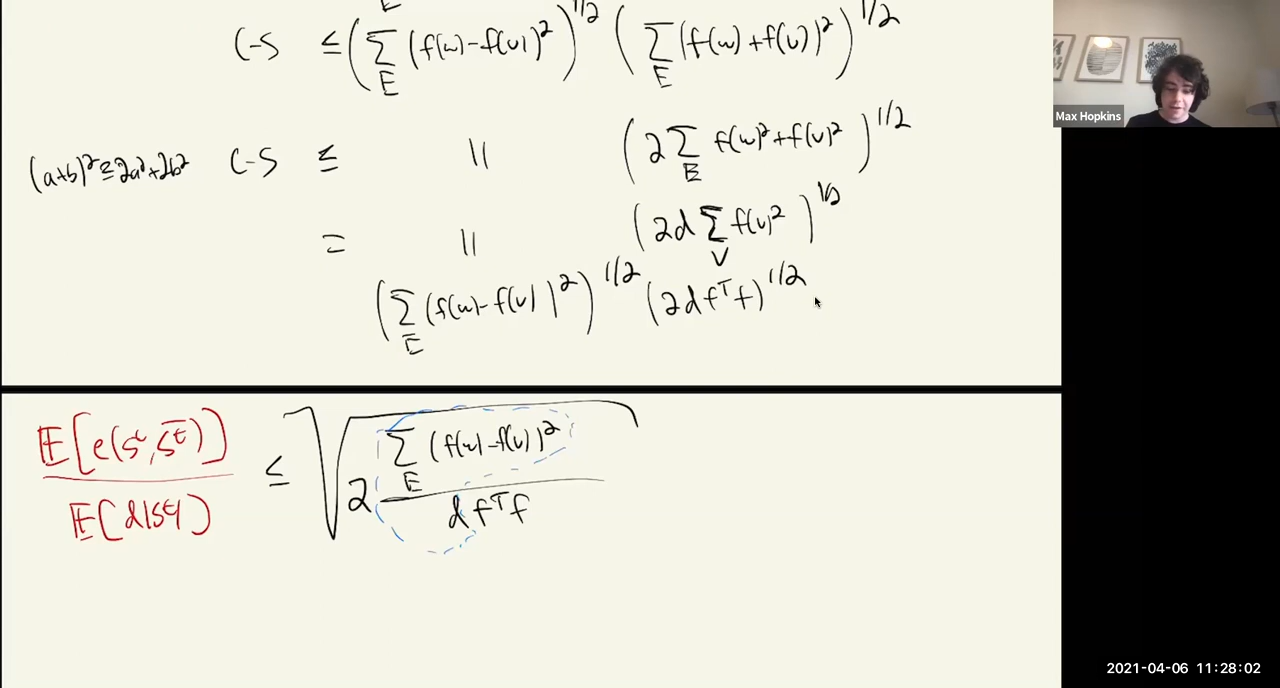 E
C-S ≤ ( ∑_E (f(w)-f(v))² )^1/2 ( ∑_E (f(w)+f(v))² )^1/2
Max Hopkins
(a+b)² ≤ 2a²+2b² C-S ≤ 〃 ( 2 ∑_E f(w)²+f(v)² )^1/2
= 〃 ( 2d ∑_V f(v)² )^1/2
( ∑_E (f(w)-f(v))² )^1/2 ( 2d fᵀf )^1/2
𝔼[e(Sᵗ,S̄ᵗ)] / 𝔼[d|Sᵗ|] ≤ √( 2 ∑_E (f(w)-f(v))² / d fᵀf )
2021-04-06 11:28:02